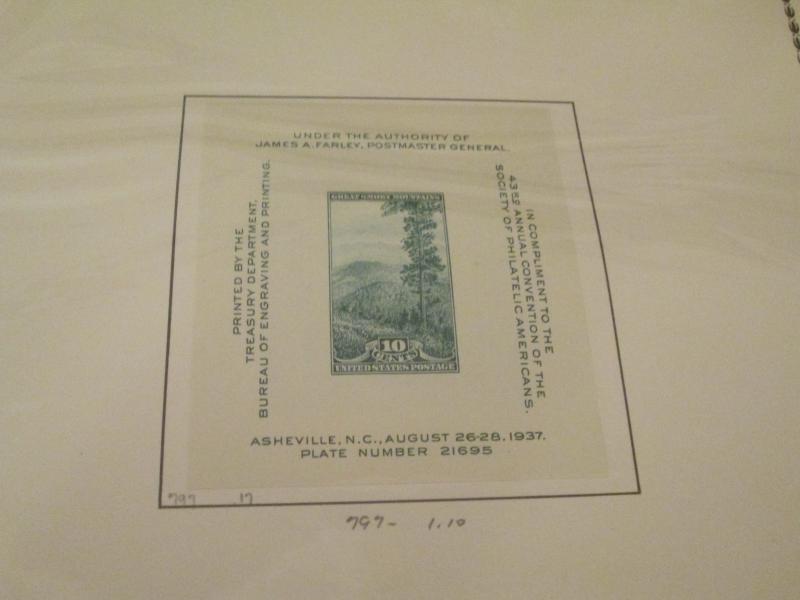 UNDER THE AUTHORITY OF
JAMES A. FARLEY, POSTMASTER GENERAL.
PRINTED BY THE
TREASURY DEPARTMENT,
BUREAU OF ENGRAVING AND PRINTING.
GREAT SMOKY MOUNTAINS
10
CENTS
UNITED STATES POSTAGE
IN COMPLIMENT TO THE
43RD ANNUAL CONVENTION OF THE
SOCIETY OF PHILATELIC AMERICANS.
ASHEVILLE, N.C., AUGUST 26-28, 1937.
PLATE NUMBER 21695
797 .17
797- 1.10